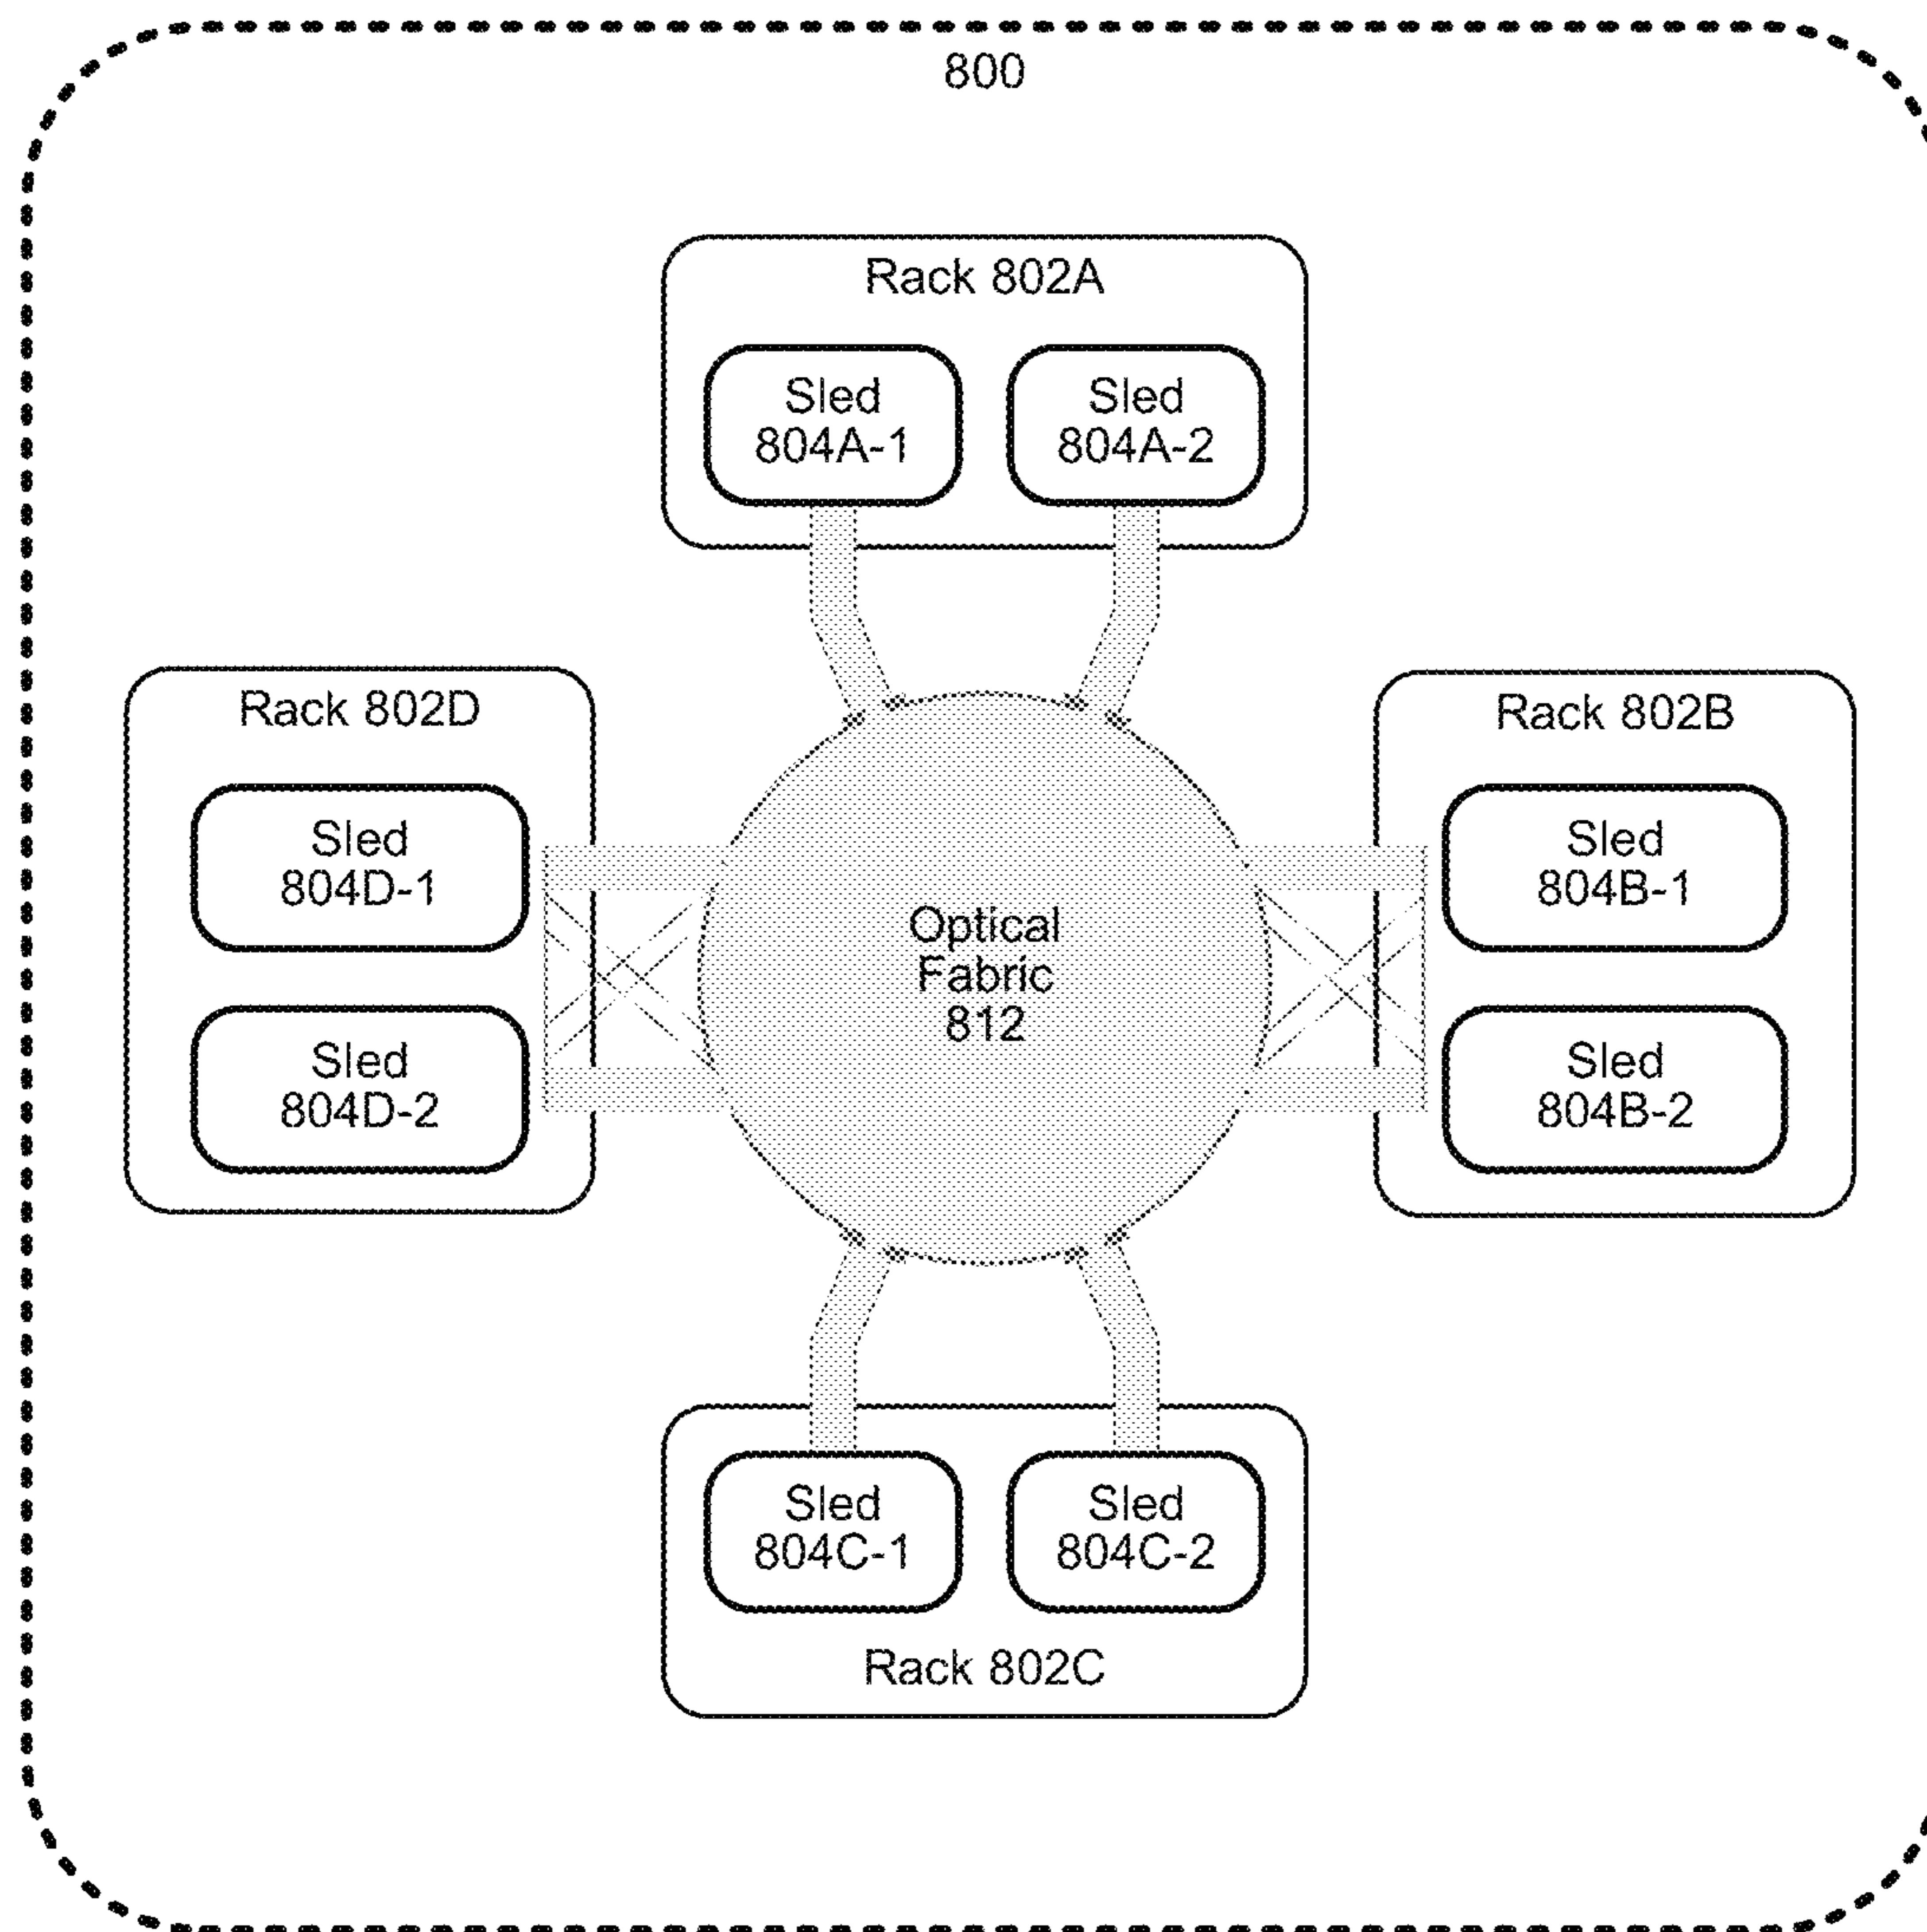 800
Rack 802A
Sled
804A-1
Sled
804A-2
Rack 802D
Sled
804D-1
Sled
804D-2
Optical
Fabric
812
Rack 802B
Sled
804B-1
Sled
804B-2
Sled
804C-1
Sled
804C-2
Rack 802C